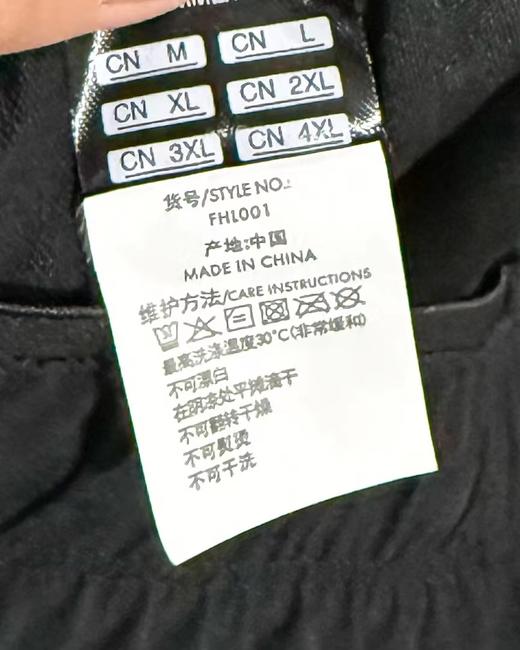 CN M CN L
CN XL CN 2XL
CN 3XL CN 4XL
货号/STYLE NO.:
FHL001
产地:中国
MADE IN CHINA
维护方法/CARE INSTRUCTIONS
最高洗涤温度30°C(非常缓和)
不可漂白
在阴凉处平摊滴干
不可翻转干燥
不可熨烫
不可干洗